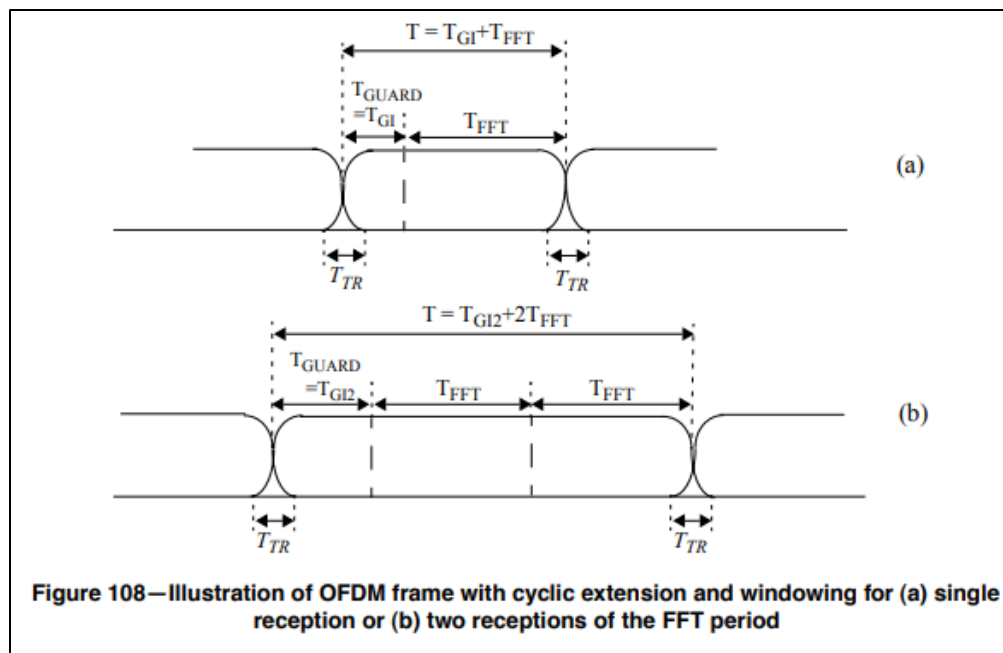 T = TGI+TFFT
TGUARD
=TGI
TFFT
(a)
TTR
TTR
T = TGI2+2TFFT
TGUARD
=TGI2
TFFT
TFFT
(b)
TTR
TTR
Figure 108—Illustration of OFDM frame with cyclic extension and windowing for (a) single
reception or (b) two receptions of the FFT period